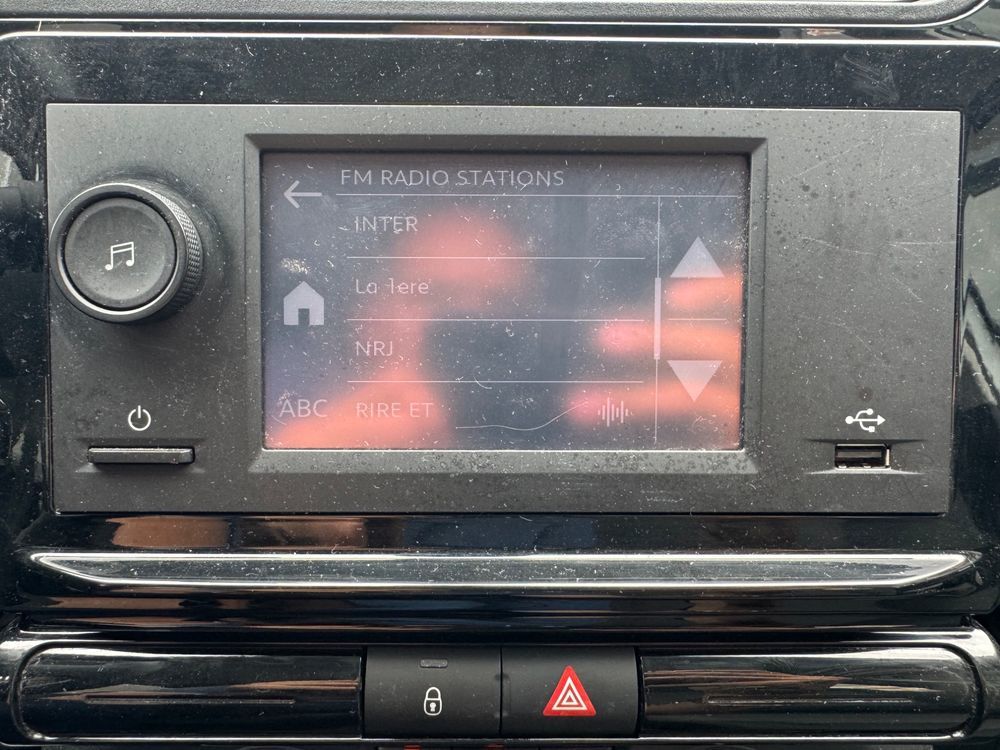 FM RADIO STATIONS
INTER
La 1ere
NRJ
ABC
RIRE ET